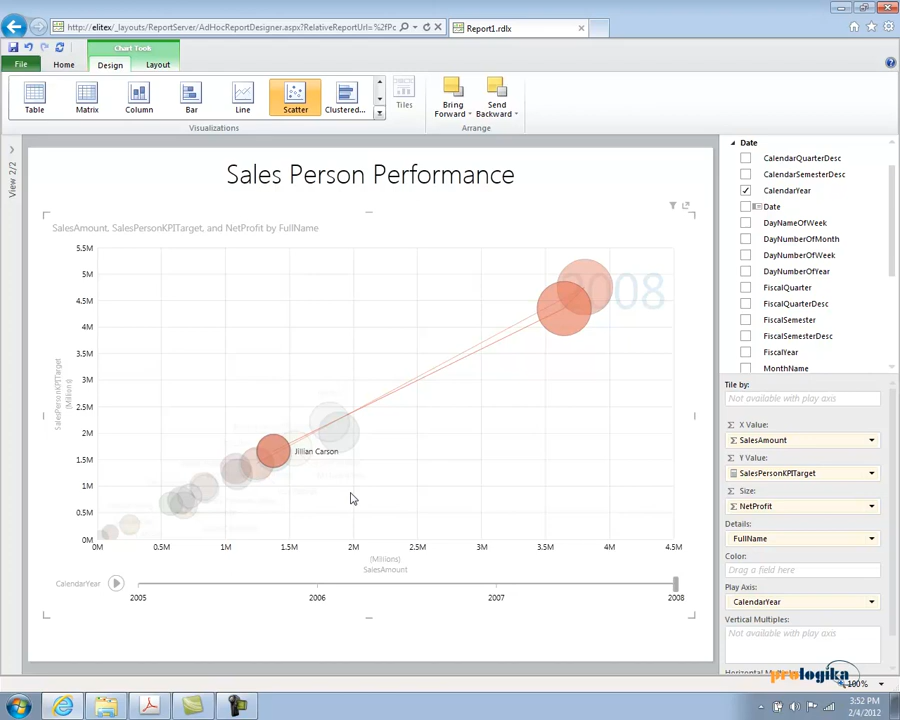 http://elitex/_layouts/ReportServer/AdHocReportDesigner.aspx?RelativeReportUrl=%2fPc
Report1.rdlx
Chart Tools
File
Home
Design
Layout
Table
Matrix
Column
Bar
Line
Scatter
Clustered...
Tiles
Bring Forward
Send Backward
Visualizations
Arrange
View 2/2
Sales Person Performance
SalesAmount, SalesPersonKPITarget, and NetProfit by FullName
2008
5.5M
5M
4.5M
4M
3.5M
3M
2.5M
2M
1.5M
1M
0.5M
0M
SalesPersonKPITarget
(Millions)
Jillian Carson
0M 0.5M 1M 1.5M 2M 2.5M 3M 3.5M 4M 4.5M
(Millions)
SalesAmount
CalendarYear
2005 2006 2007 2008
Date
CalendarQuarterDesc
CalendarSemesterDesc
CalendarYear
Date
DayNameOfWeek
DayNumberOfMonth
DayNumberOfWeek
DayNumberOfYear
FiscalQuarter
FiscalQuarterDesc
FiscalSemester
FiscalSemesterDesc
FiscalYear
MonthName
Tile by:
Not available with play axis
Σ X Value:
Σ SalesAmount
Σ Y Value:
SalesPersonKPITarget
Σ Size:
Σ NetProfit
Details:
FullName
Color:
Drag a field here
Play Axis:
CalendarYear
Vertical Multiples:
Not available with play axis
prologika
100%
3:52 PM
2/4/2012